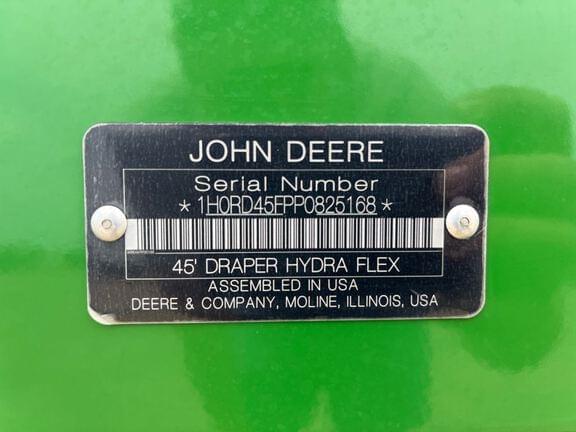 JOHN DEERE
Serial Number
*1H0RD45FPP0825168*
45' DRAPER HYDRA FLEX
ASSEMBLED IN USA
DEERE & COMPANY, MOLINE, ILLINOIS, USA